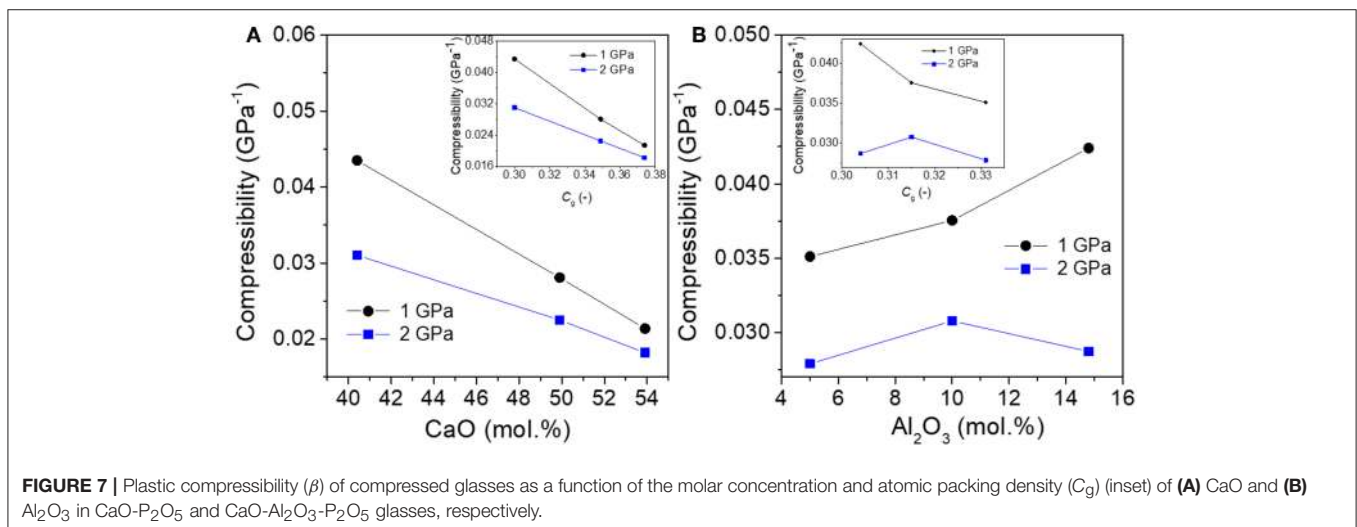 A
0.06
0.05
0.04
0.03
0.02
Compressibility (GPa⁻¹)
40 42 44 46 48 50 52 54
CaO (mol.%)
1 GPa
2 GPa
0.048
0.040
0.032
0.024
0.016
Compressibility (GPa⁻¹)
1 GPa
2 GPa
0.30 0.32 0.34 0.36 0.38
Cg (-)
B
0.050
0.045
0.040
0.035
0.030
Compressibility (GPa⁻¹)
4 6 8 10 12 14 16
Al₂O₃ (mol.%)
1 GPa
2 GPa
0.040
0.035
0.030
Compressibility (GPa⁻¹)
1 GPa
2 GPa
0.30 0.31 0.32 0.33
Cg (-)
FIGURE 7 | Plastic compressibility (β) of compressed glasses as a function of the molar concentration and atomic packing density (Cg) (inset) of (A) CaO and (B)
Al₂O₃ in CaO-P₂O₅ and CaO-Al₂O₃-P₂O₅ glasses, respectively.